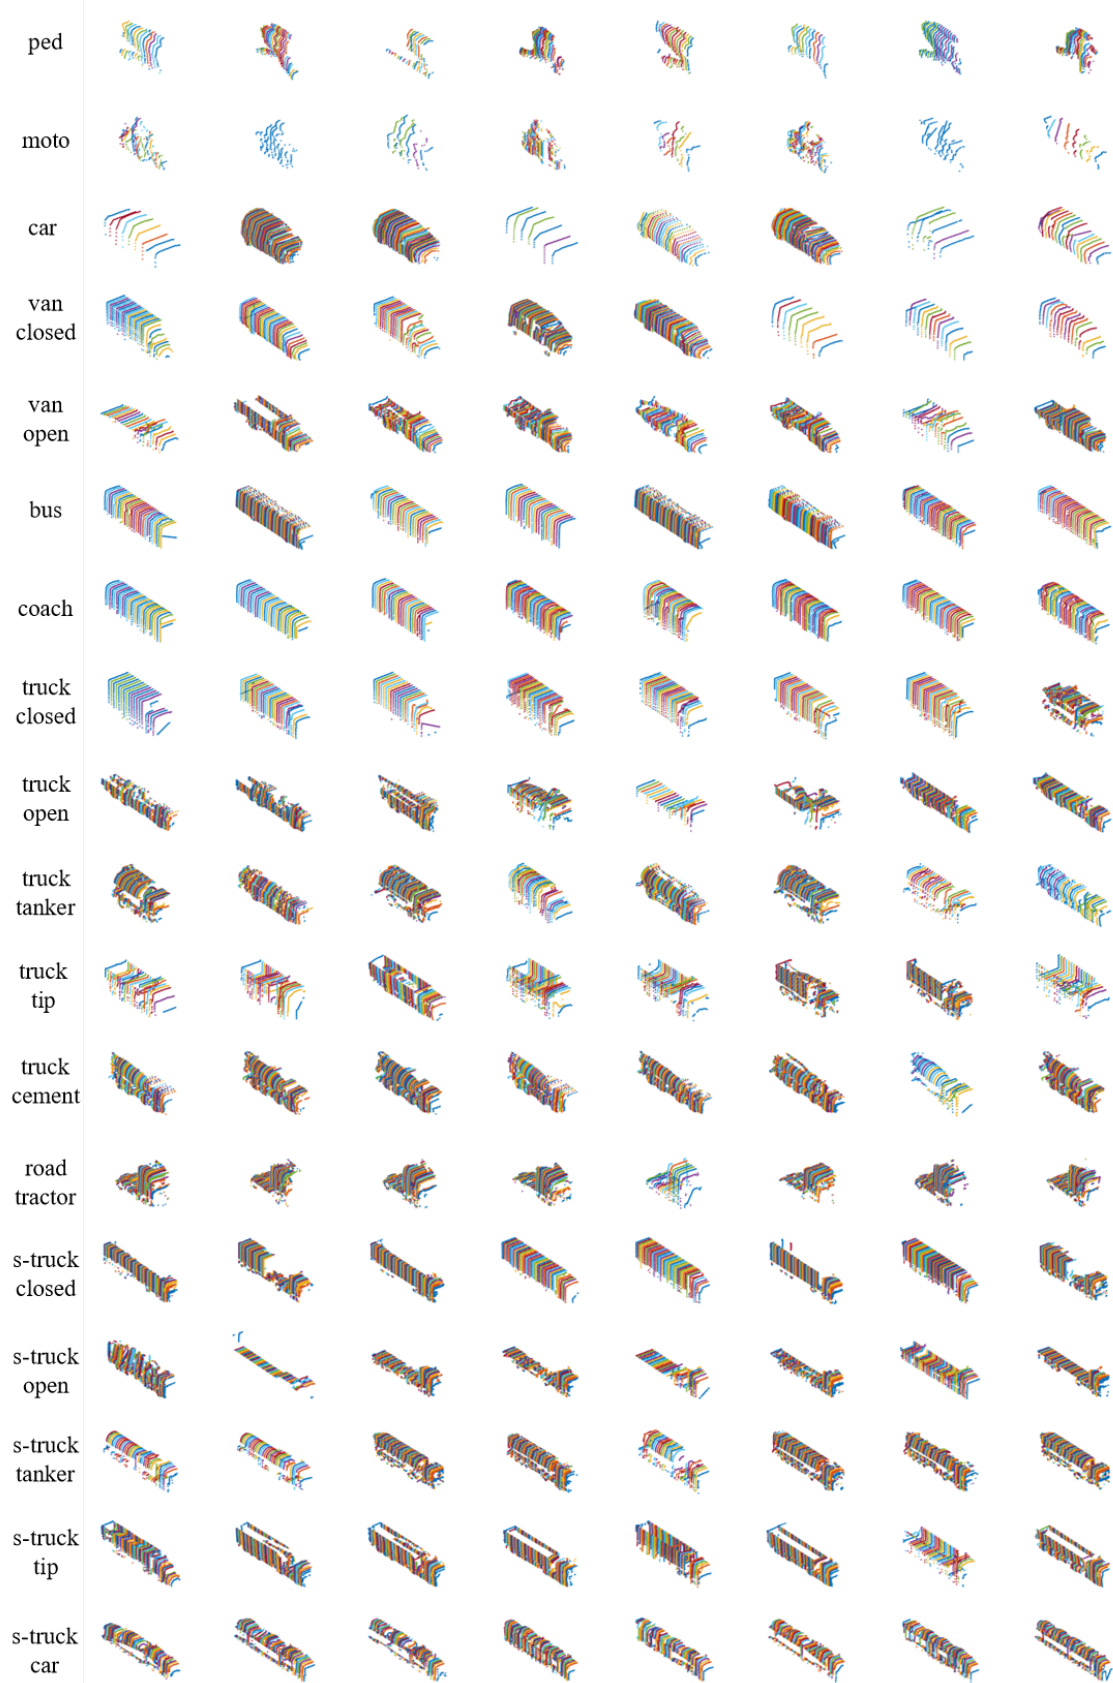 ped
moto
car
van
closed
van
open
bus
coach
truck
closed
truck
open
truck
tanker
truck
tip
truck
cement
road
tractor
s-truck
closed
s-truck
open
s-truck
tanker
s-truck
tip
s-truck
car